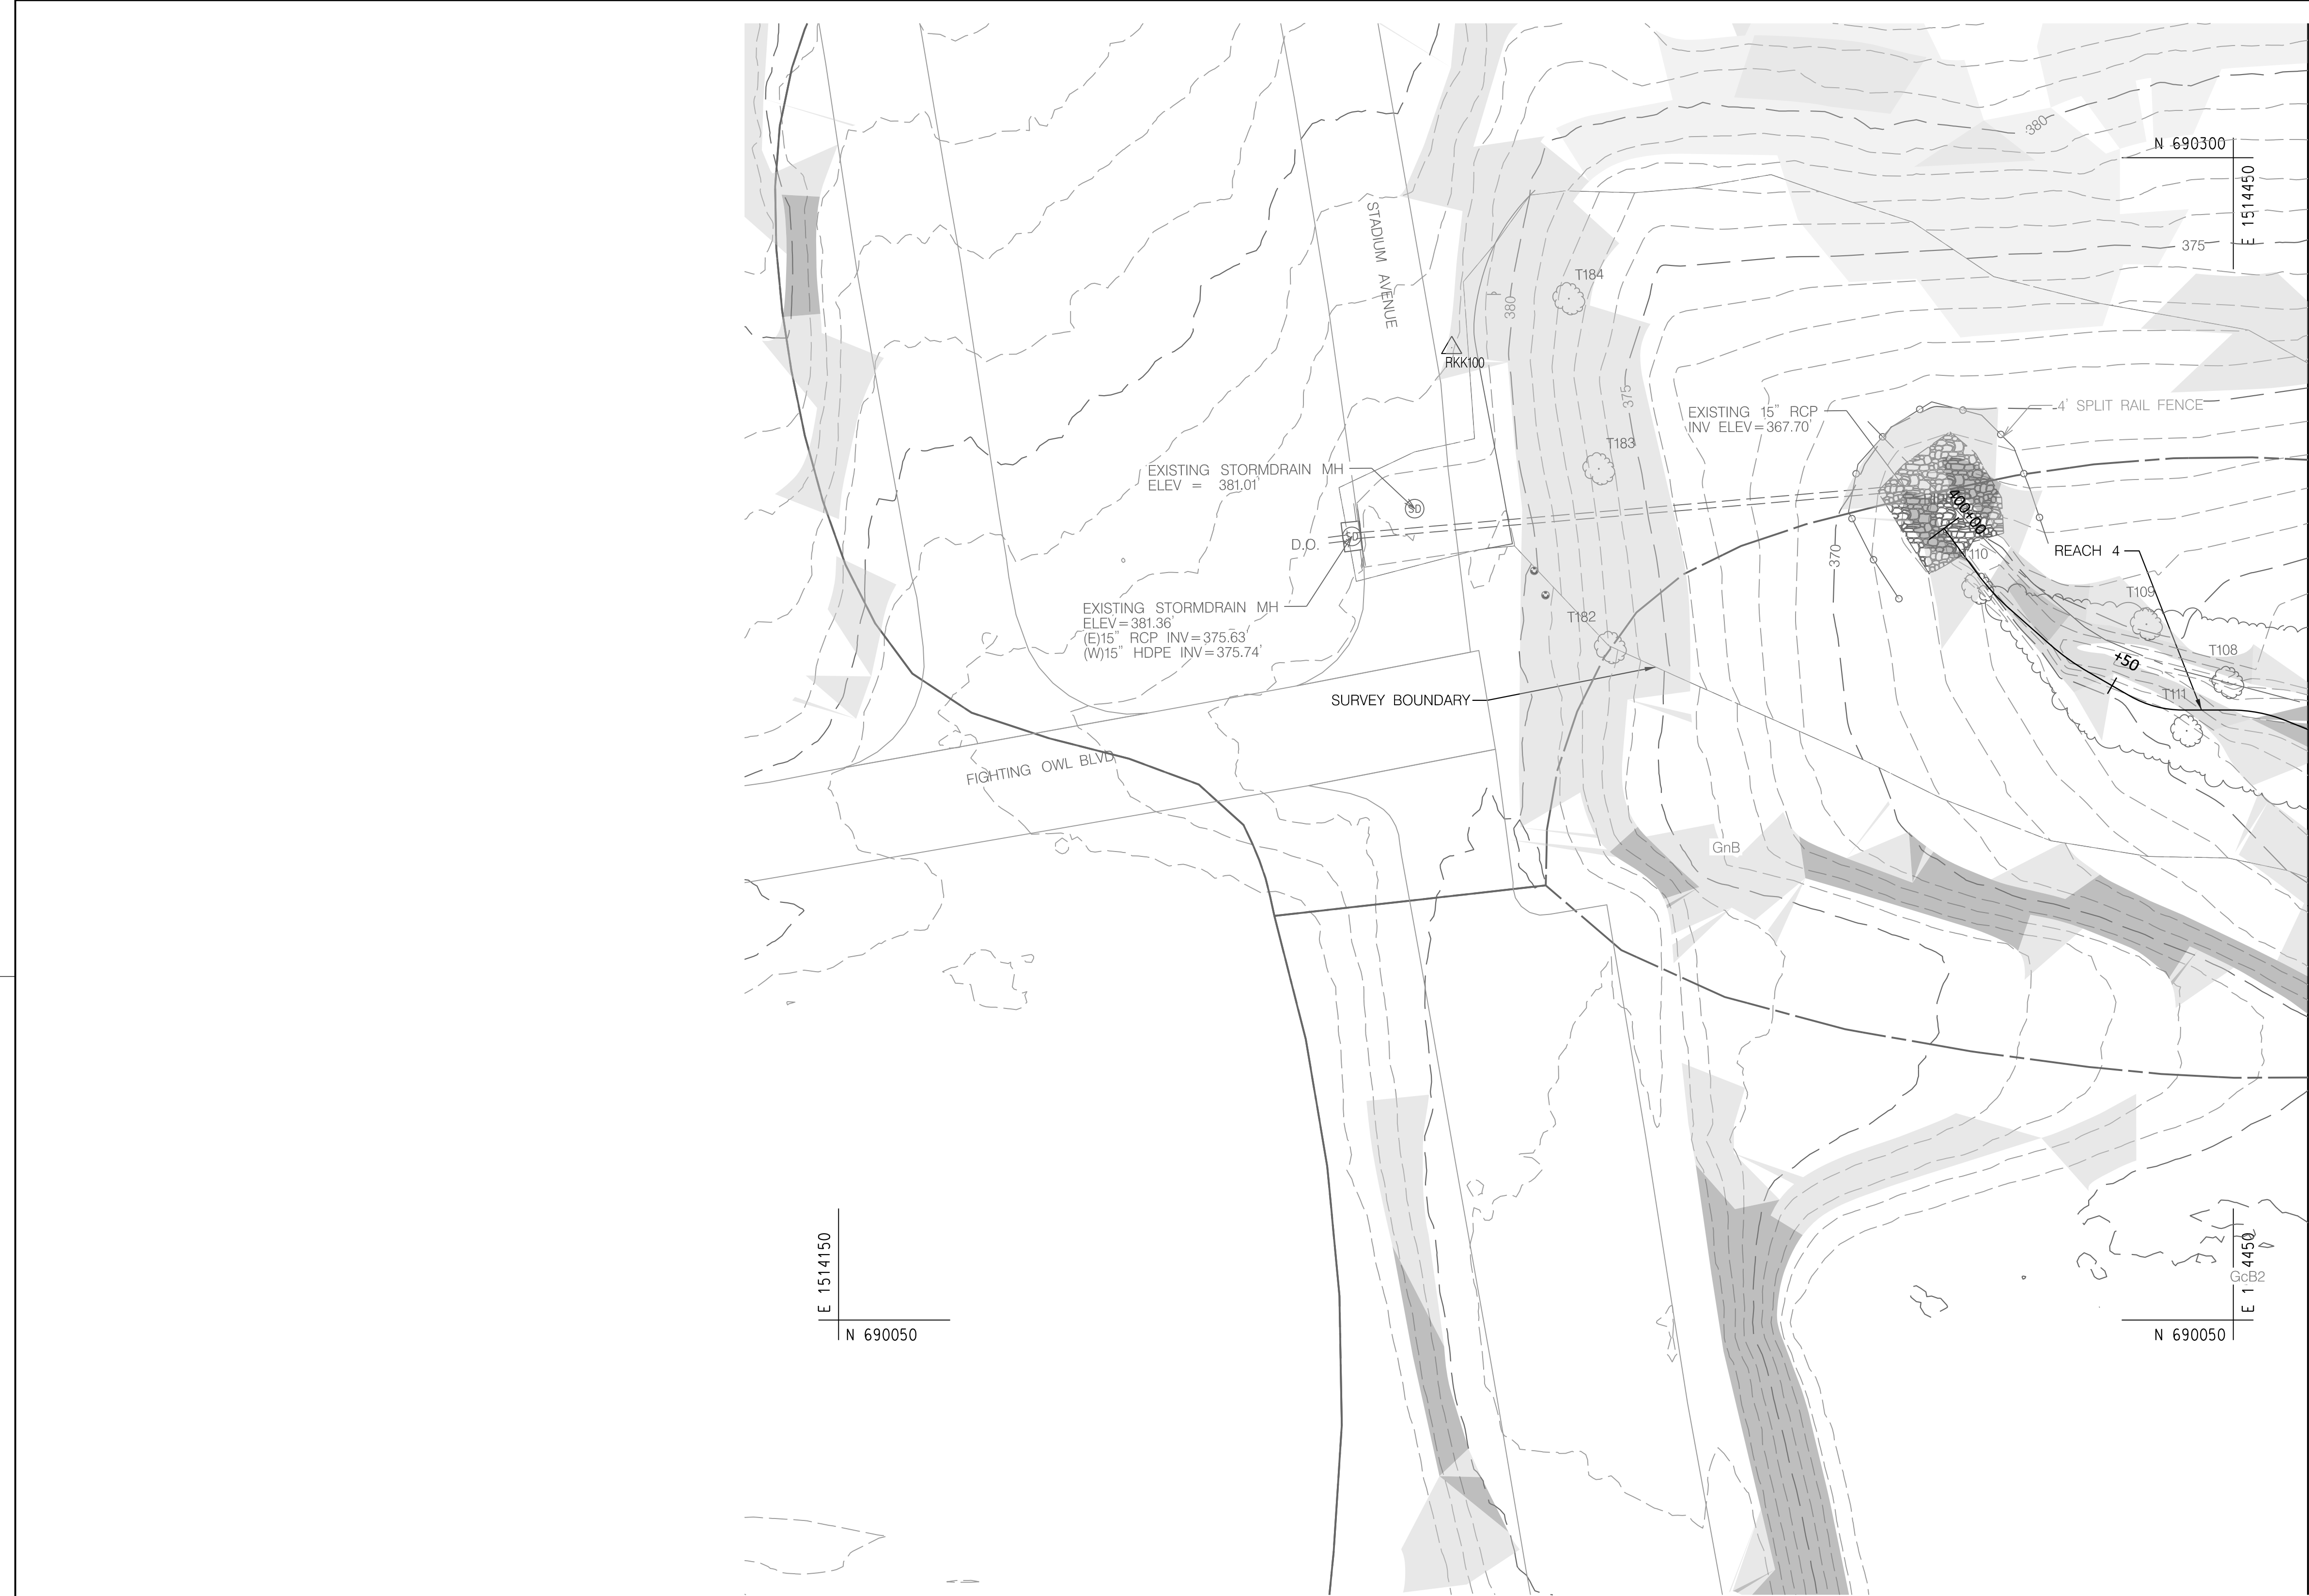 380
N 690300
E 1514450
375
STADIUM AVENUE
T184
380
RKK100
375
EXISTING 15" RCP
INV ELEV=367.70'
4' SPLIT RAIL FENCE
T183
EXISTING STORMDRAIN MH
ELEV = 381.01'
SD
SD
D.O.
400+00
T110
REACH 4
370
T109
EXISTING STORMDRAIN MH
ELEV=381.36'
(E)15" RCP INV=375.63'
(W)15" HDPE INV=375.74'
T182
T108
+50
T111
SURVEY BOUNDARY
FIGHTING OWL BLVD
GnB
E 1514150
N 690050
GcB2
N 690050